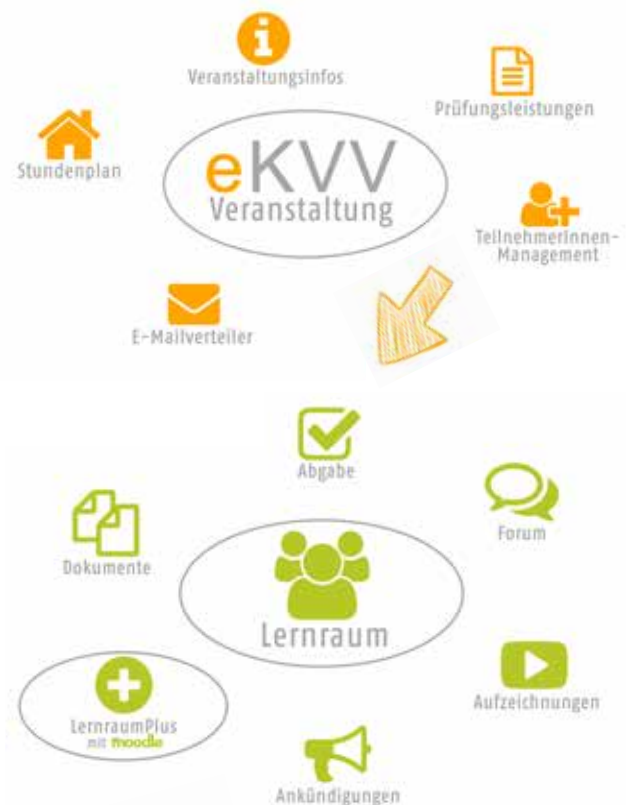 Veranstaltungsinfos
Prüfungsleistungen
Stundenplan
eKVV
Veranstaltung
TeilnehmerInnen-
Management
E-Mailverteiler
Abgabe
Forum
Dokumente
Lernraum
Aufzeichnungen
LernraumPlus
mit moodle
Ankündigungen